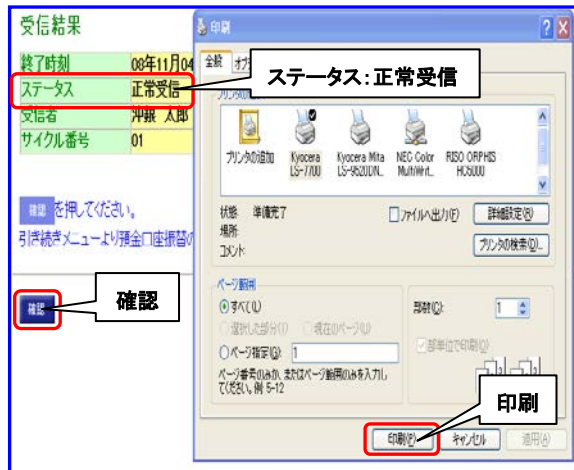 受信結果
終了時刻 08年11月04
ステータス 正常受信
受信者 沖銀 太郎
サイクル番号 01
確認 を押してください。
引き続きメニューより預金口座振替の
確認
確認
印刷
全般
ステータス：正常受信
プリンタの追加
Kyocera LS-7700
Kyocera Mita LS-9520DN..
NEC Color MultiWrit..
RISO ORPHIS HC5000
状態: 準備完了
場所:
コメント:
ファイルへ出力(F)
詳細設定(R)
プリンタの検索(D)...
ページ範囲
すべて(L)
選択した部分(T)
現在のページ(U)
ページ指定(G): 1
ページ番号のみか、またはページ範囲のみを入力し
てください。例 5-12
部数(C): 1
部単位で印刷(O)
印刷
印刷(P)
キャンセル
適用(A)